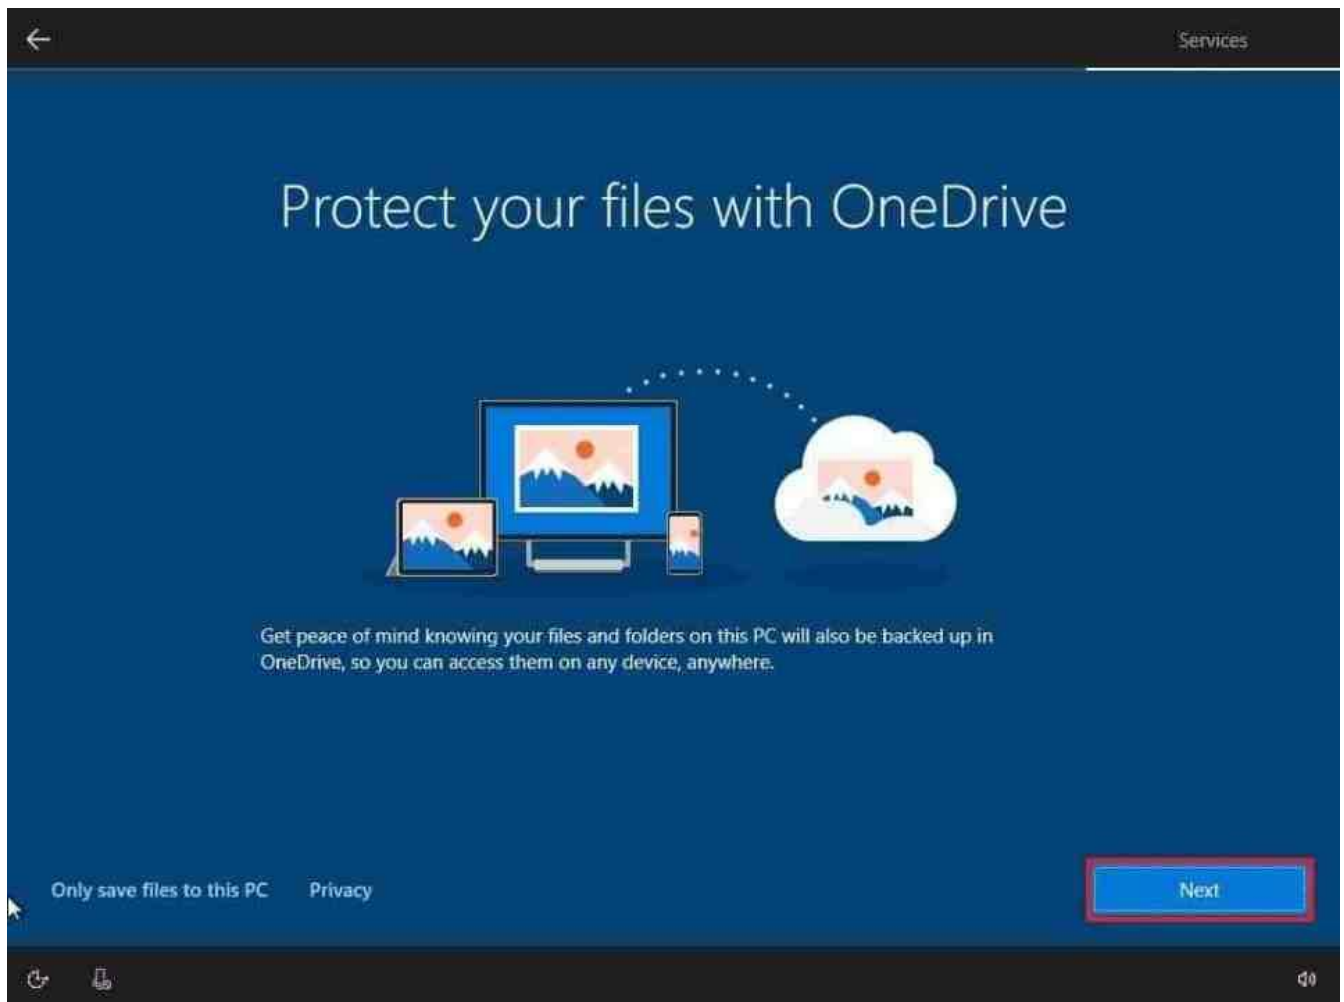 Services
Protect your files with OneDrive
Get peace of mind knowing your files and folders on this PC will also be backed up in
OneDrive, so you can access them on any device, anywhere.
Only save files to this PC Privacy Next